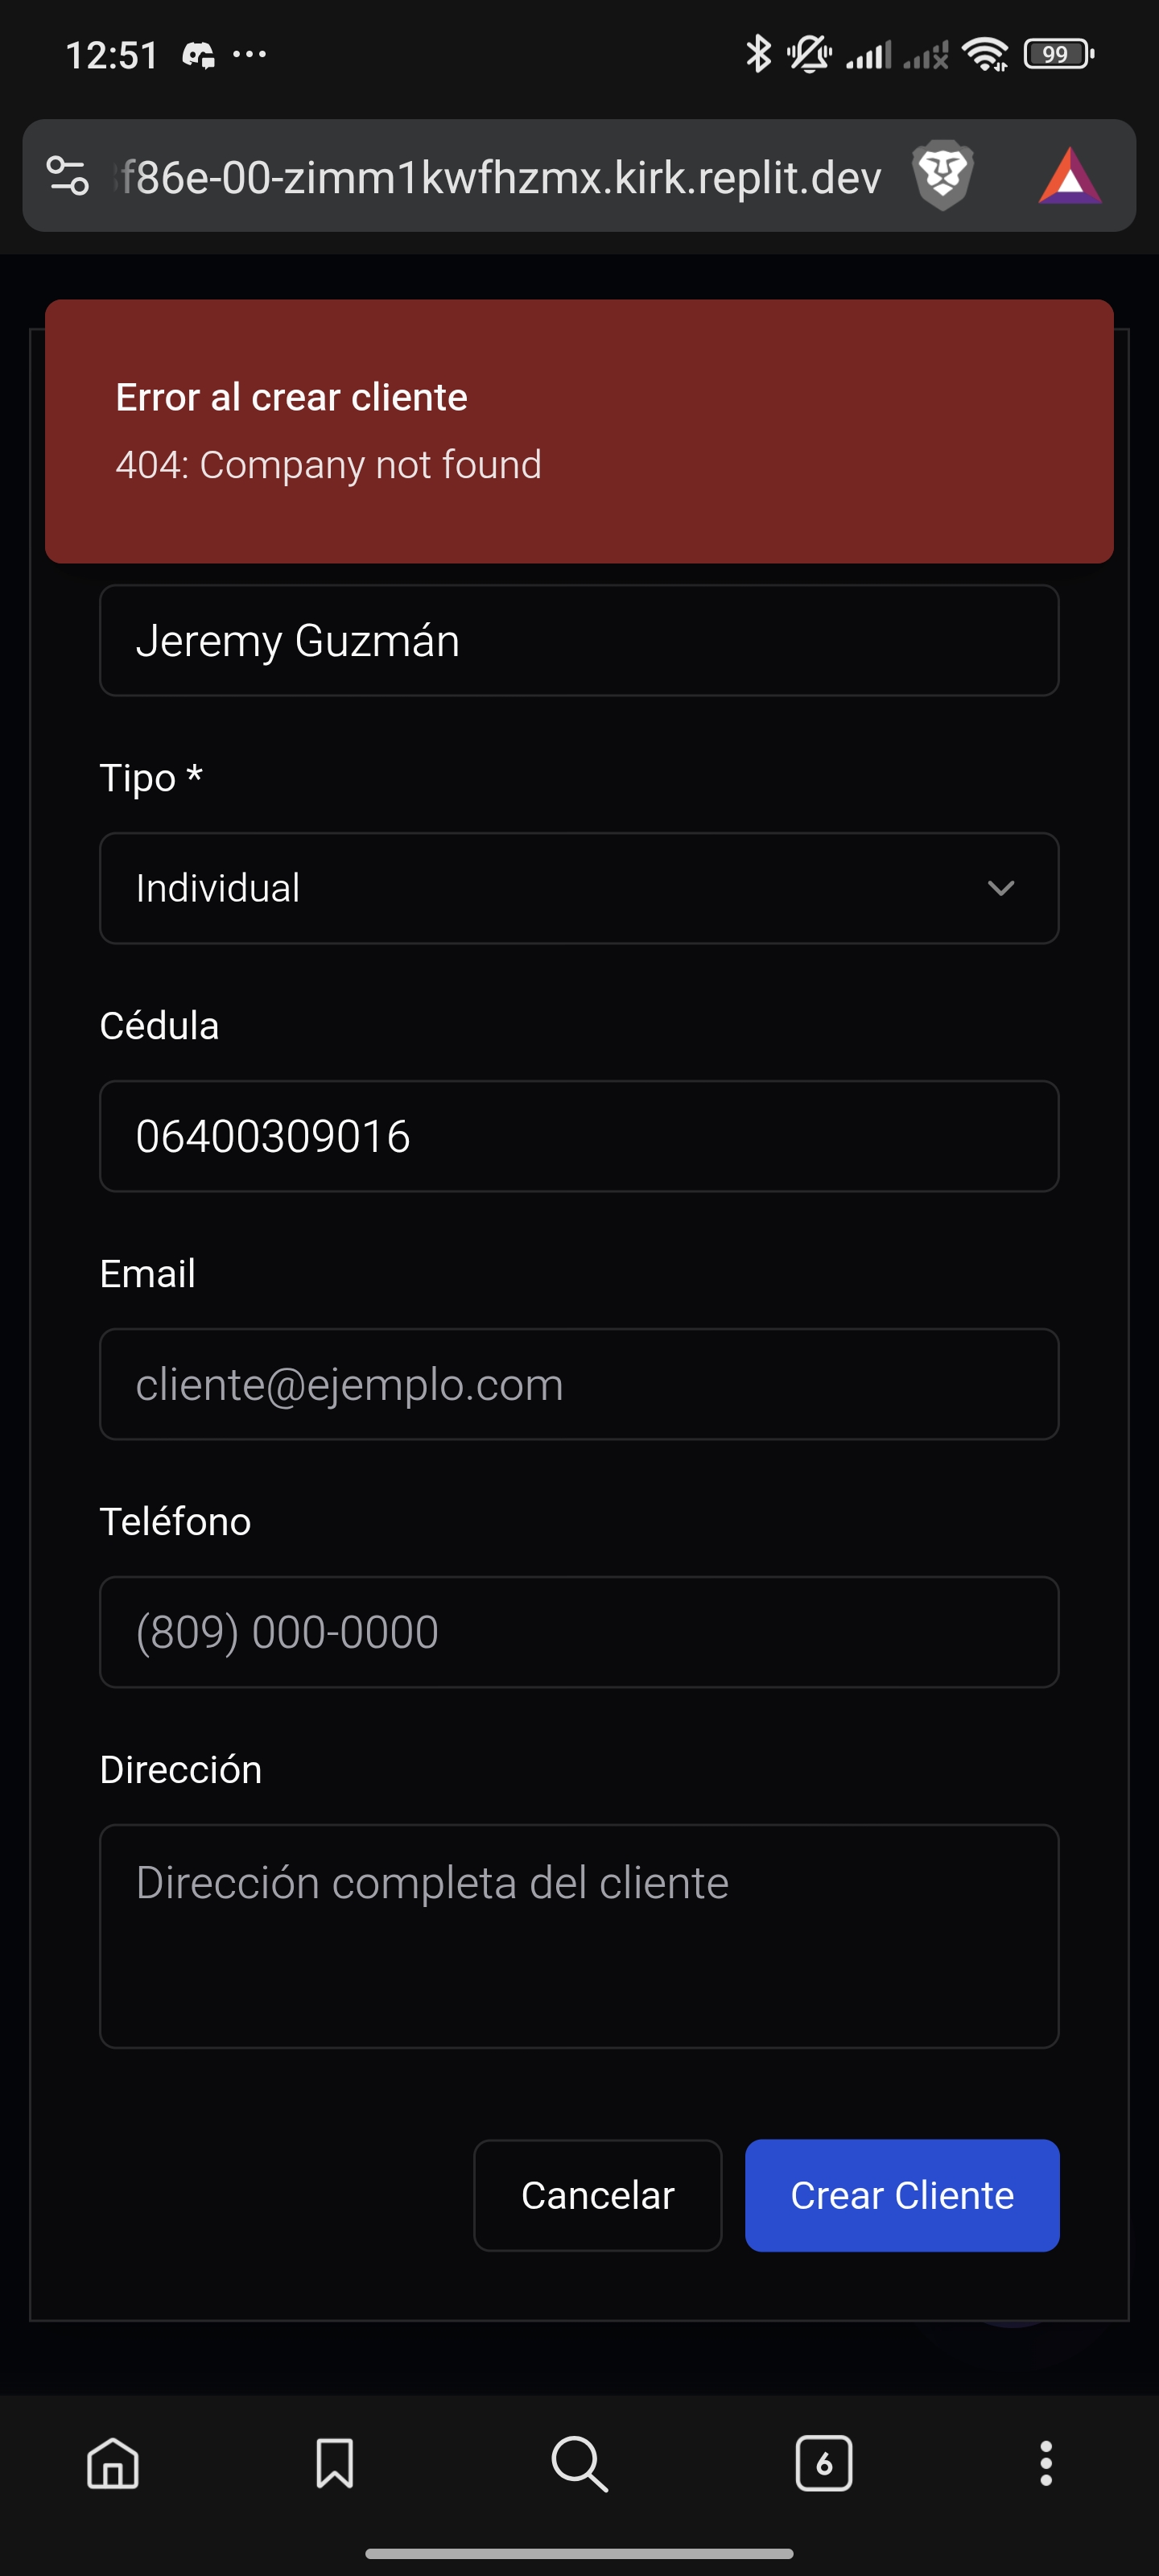 12:51
99
f86e-00-zimm1kwfhzmx.kirk.replit.dev
Error al crear cliente
404: Company not found
Jeremy Guzmán
Tipo *
Individual
Cédula
06400309016
Email
cliente@ejemplo.com
Teléfono
(809) 000-0000
Dirección
Dirección completa del cliente
Cancelar
Crear Cliente
6